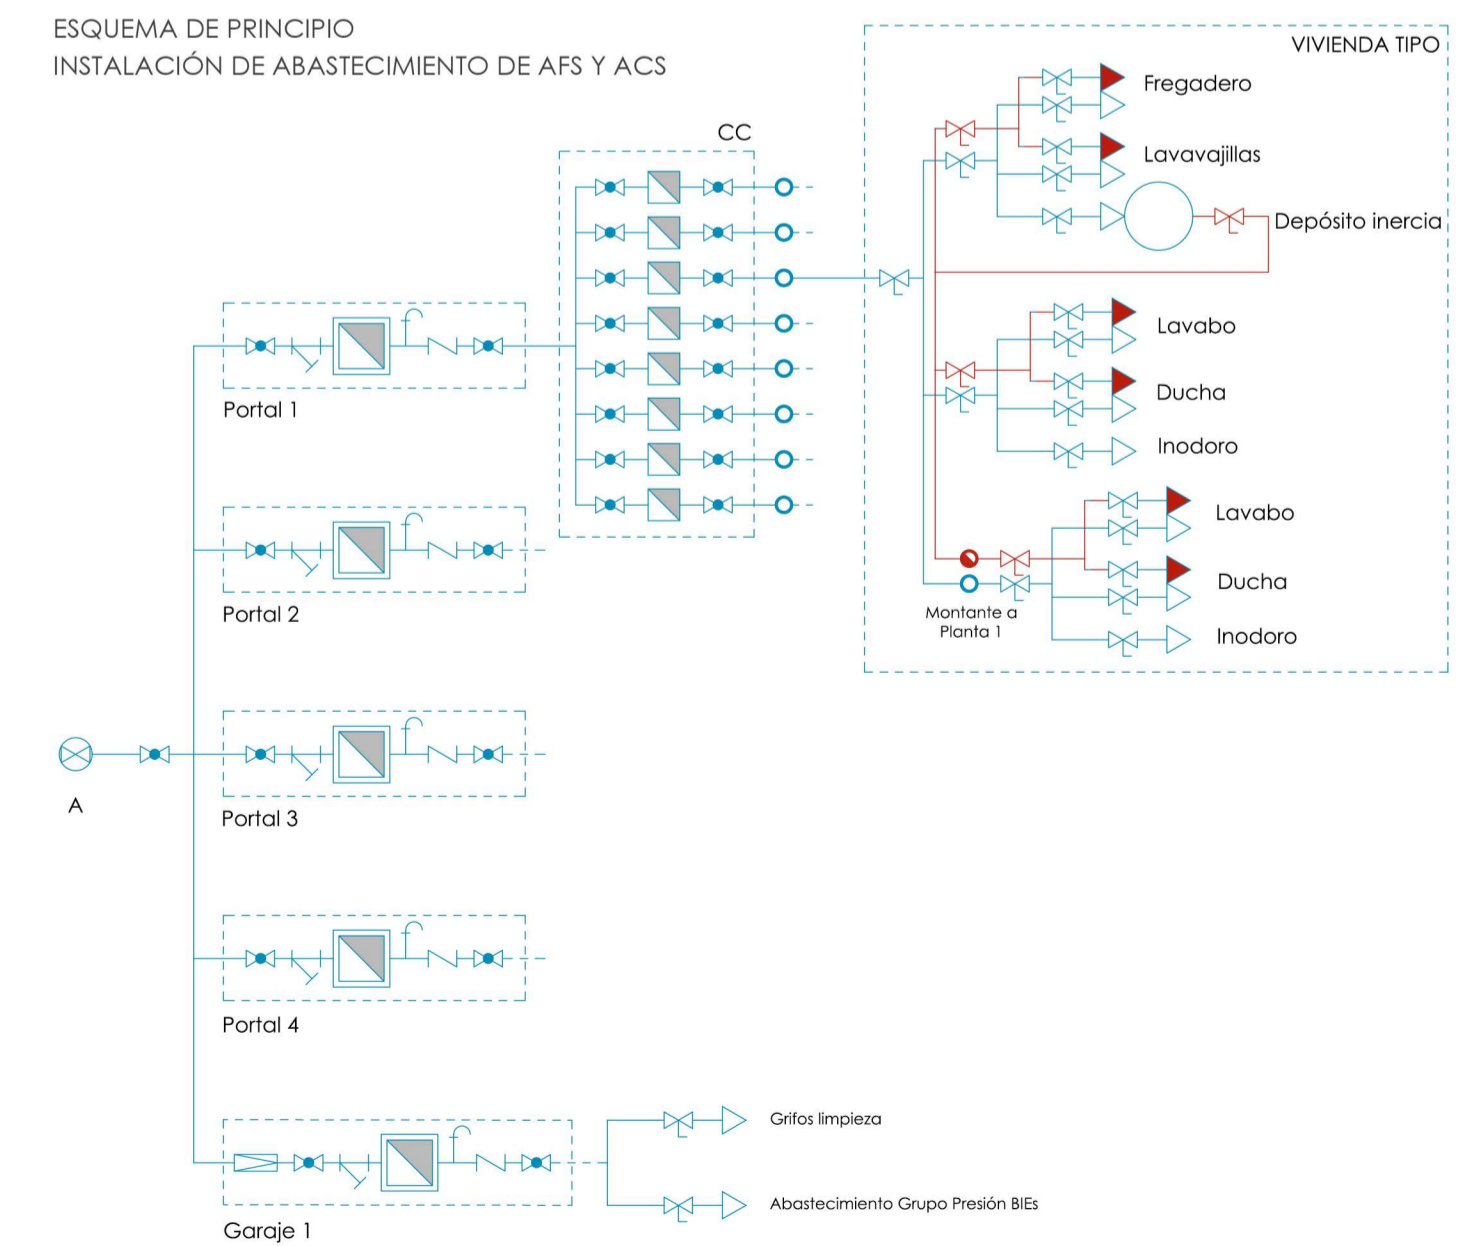 ESQUEMA DE PRINCIPIO
INSTALACIÓN DE ABASTECIMIENTO DE AFS Y ACS
VIVIENDA TIPO
CC
Fregadero
Lavavajillas
Depósito inercia
Lavabo
Ducha
Inodoro
Lavabo
Ducha
Inodoro
Montante a
Planta 1
Portal 1
Portal 2
Portal 3
A
Portal 4
Grifos limpieza
Abastecimiento Grupo Presión BIEs
Garaje 1